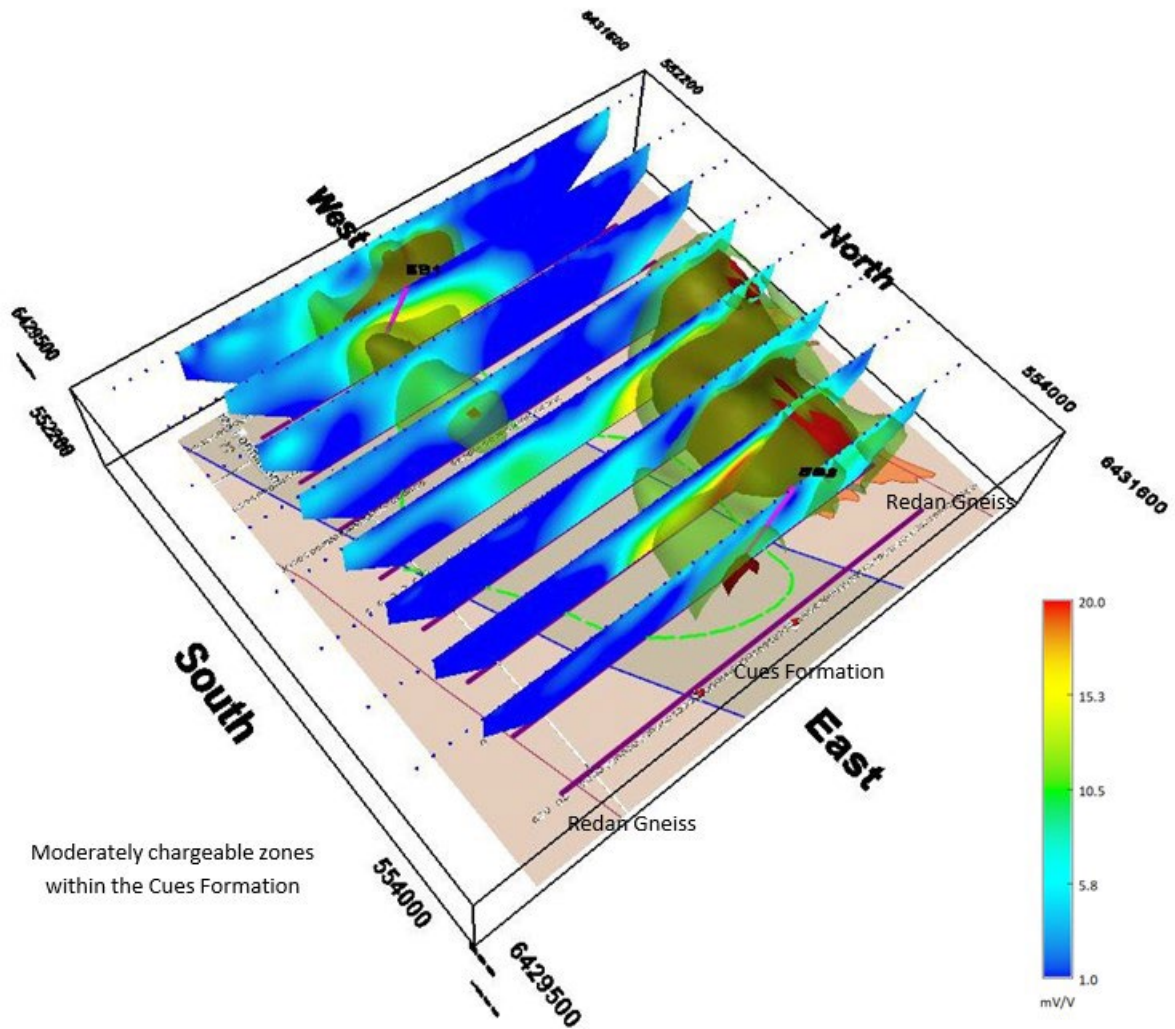 6431600
552200
West
North
6429500
552200
554000
6431600
Redan Gneiss
20.0
15.3
10.5
5.8
1.0
mV/V
Cues Formation
South
East
Redan Gneiss
Moderately chargeable zones
within the Cues Formation
554000
6429500